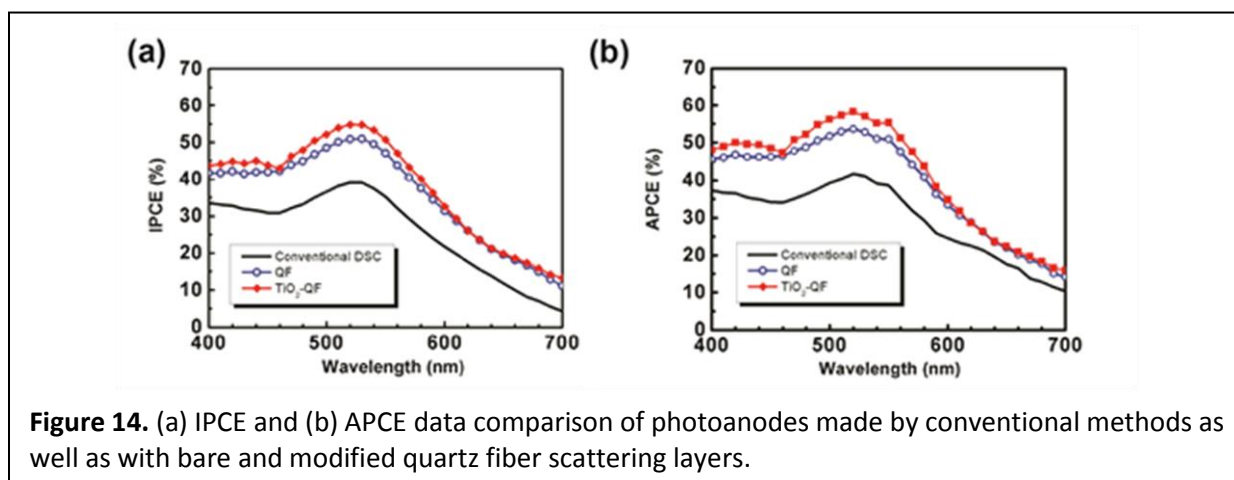 (a)
70
60
50
40
30
20
10
0
IPCE (%)
Conventional DSC
QF
TiO₂-QF
400 500 600 700
Wavelength (nm)
(b)
70
60
50
40
30
20
10
0
APCE (%)
Conventional DSC
QF
TiO₂-QF
400 500 600 700
Wavelength (nm)
Figure 14. (a) IPCE and (b) APCE data comparison of photoanodes made by conventional methods as
well as with bare and modified quartz fiber scattering layers.